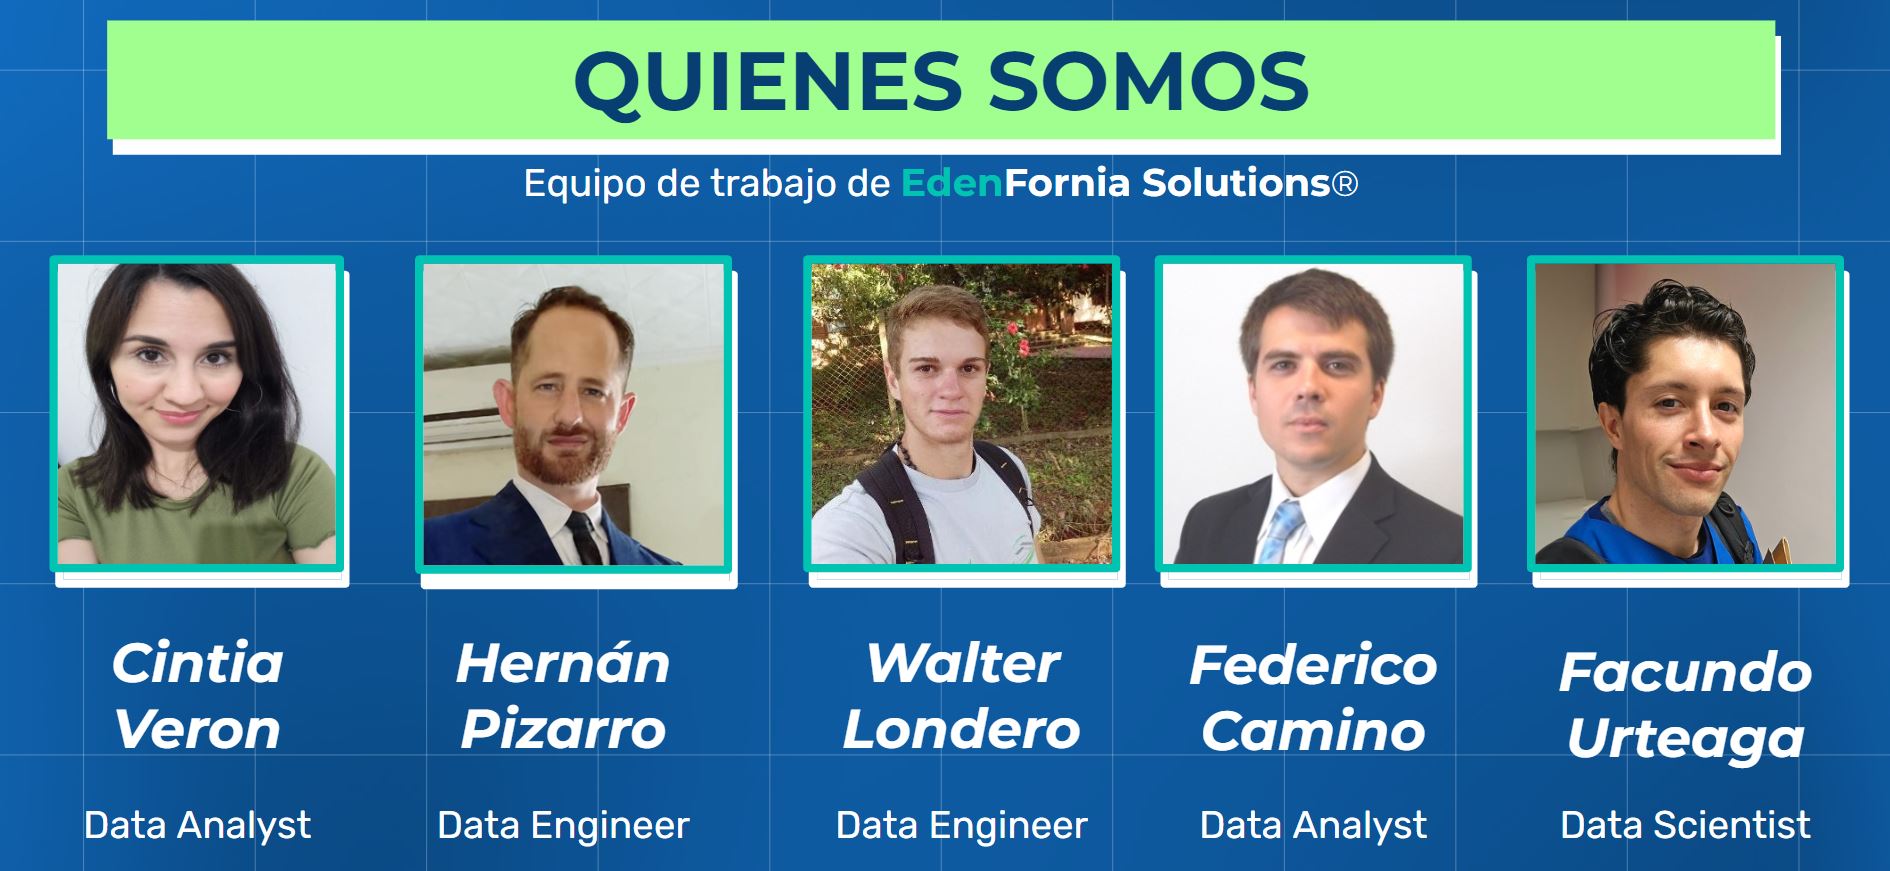 QUIENES SOMOS
Equipo de trabajo de EdenFornia Solutions®
Cintia
Veron
Data Analyst
Hernán
Pizarro
Data Engineer
Walter
Londero
Data Engineer
Federico
Camino
Data Analyst
Facundo
Urteaga
Data Scientist